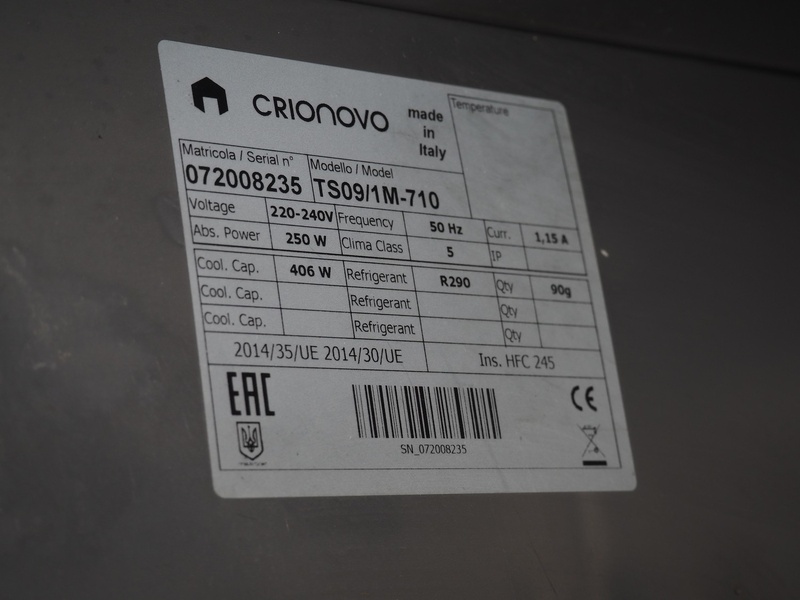 CRIONOVO
made
in
Italy
Temperature
Matricola / Serial n° Modello / Model
072008235 TS09/1M-710
Voltage 220-240V Frequency 50 Hz Curr. 1,15 A
Abs. Power 250 W Clima Class 5 IP
Cool. Cap. 406 W Refrigerant R290 Qty 90g
Cool. Cap. Refrigerant Qty
Cool. Cap. Refrigerant Qty
2014/35/UE 2014/30/UE Ins. HFC 245
EAC
CE
SN_072008235